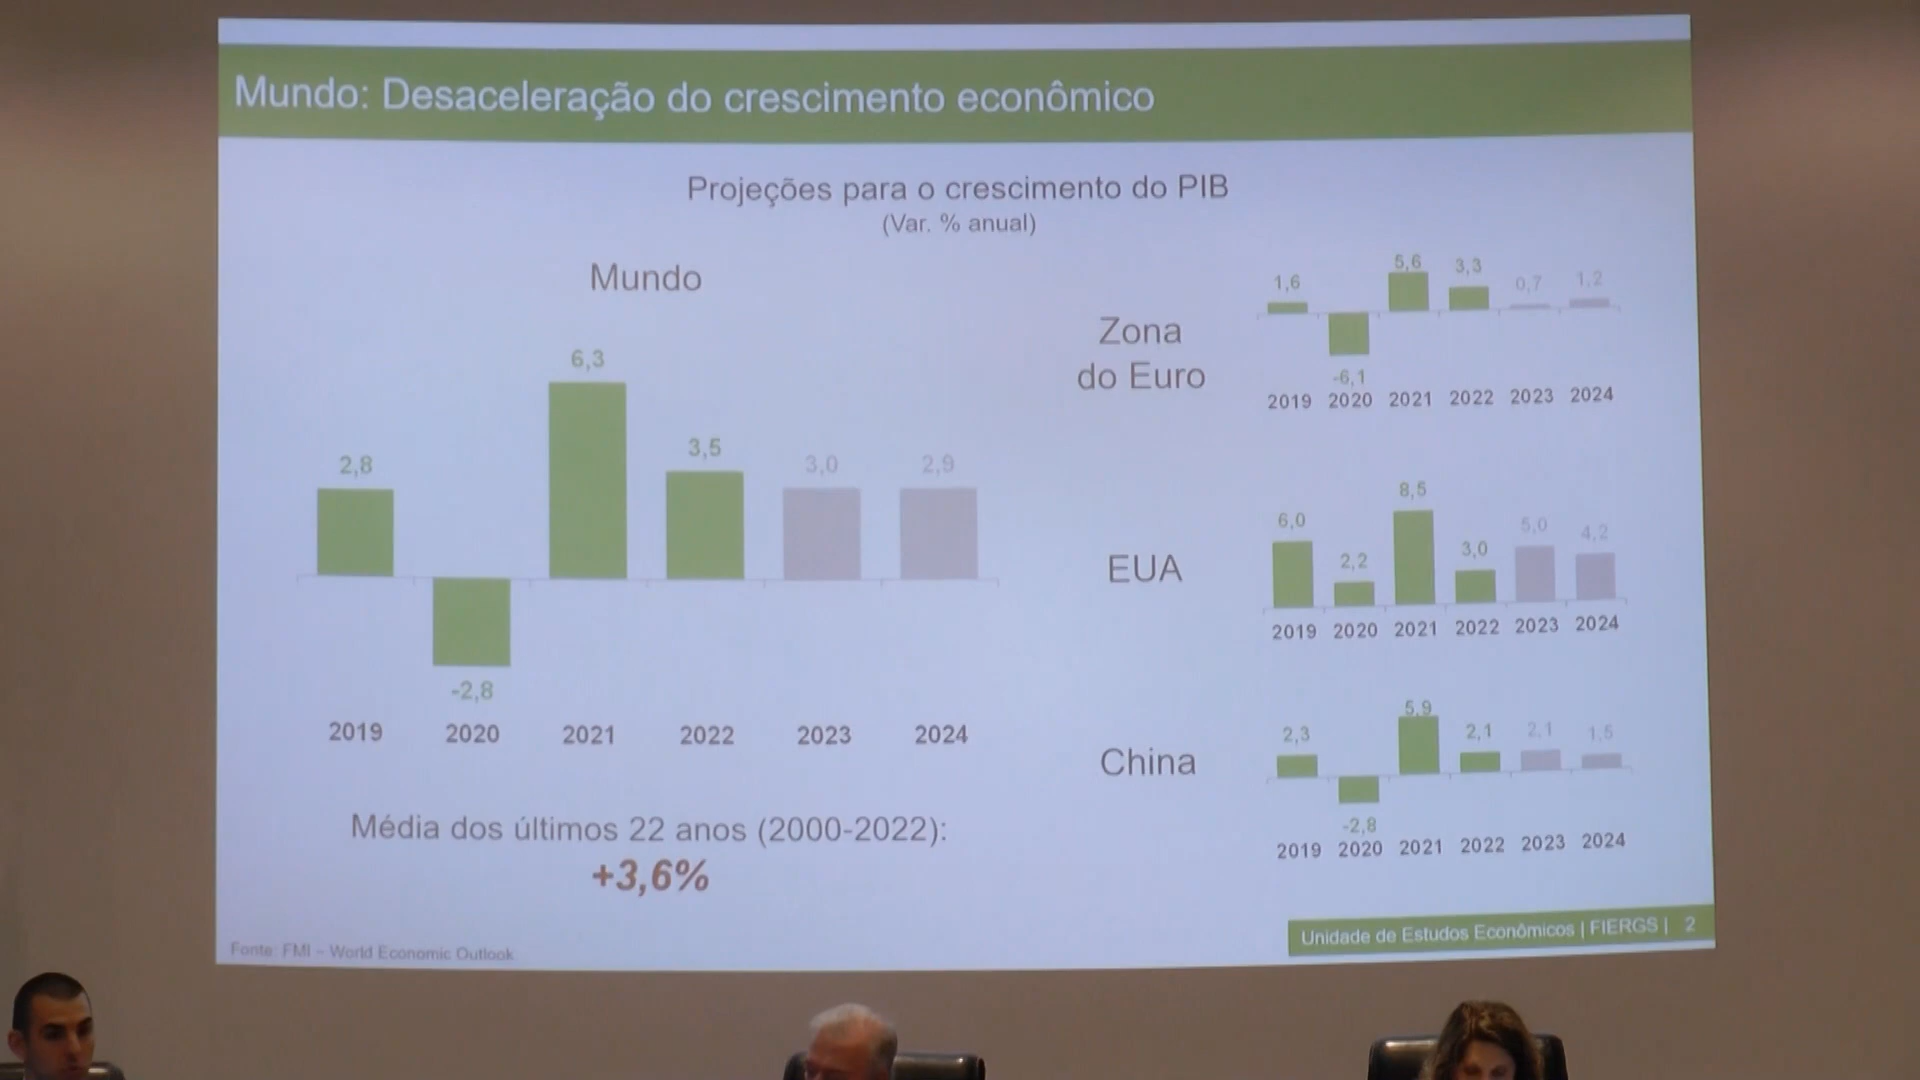 Mundo: Desaceleração do crescimento econômico
Projeções para o crescimento do PIB
(Var. % anual)
Mundo
2,8
-2,8
6,3
3,5
3,0
2,9
2019 2020 2021 2022 2023 2024
Média dos últimos 22 anos (2000-2022):
+3,6%
Zona
do Euro
1,6
-6,1
5,6
3,3
0,7
1,2
2019 2020 2021 2022 2023 2024
EUA
6,0
2,2
8,5
3,0
5,0
4,2
2019 2020 2021 2022 2023 2024
China
2,3
-2,8
5,9
2,1
2,1
1,5
2019 2020 2021 2022 2023 2024
Fonte: FMI – World Economic Outlook
Unidade de Estudos Econômicos | FIERGS | 2